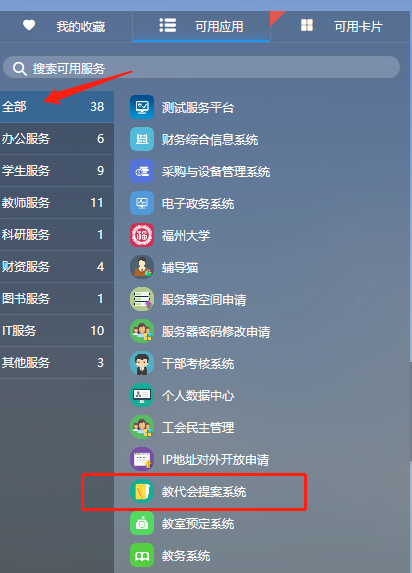 我的收藏 可用应用 可用卡片
搜索可用服务
全部 38
办公服务 6
学生服务 9
教师服务 11
科研服务 1
财资服务 4
图书服务 1
IT服务 10
其他服务 3
测试服务平台
财务综合信息系统
采购与设备管理系统
电子政务系统
福州大学
辅导猫
服务器空间申请
服务器密码修改申请
干部考核系统
个人数据中心
工会民主管理
IP地址对外开放申请
教代会提案系统
教室预定系统
教务系统